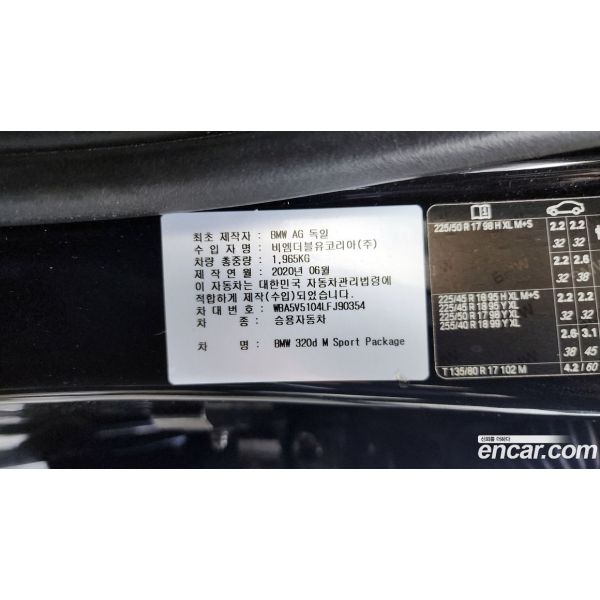 최초 제작자 : BMW AG 독일
수 입 자 명 : 비엠더블유코리아(주)
차량 총중량 : 1,965KG
제 작 연 월 : 2020년 06월
이 자동차는 대한민국 자동차관리법령에
적합하게 제작(수입)되었습니다.
차 대 번 호 : WBA5V5104LFJ90354
차 종 : 승용자동차
차 명 : BMW 320d M Sport Package
225/50 R 17 98 H XL M+S 2.2 2.2
32 32
2.2 2.6
32 38
225/45 R 18 95 H XL M+S 2.2 2.2
225/45 R 18 95 Y XL
225/50 R 17 98 Y XL 32 32
255/40 R 18 99 Y XL
2.6 3.1
38 45
T 135/80 R 17 102 M 4.2 / 60
신뢰를 더하다
encar.com